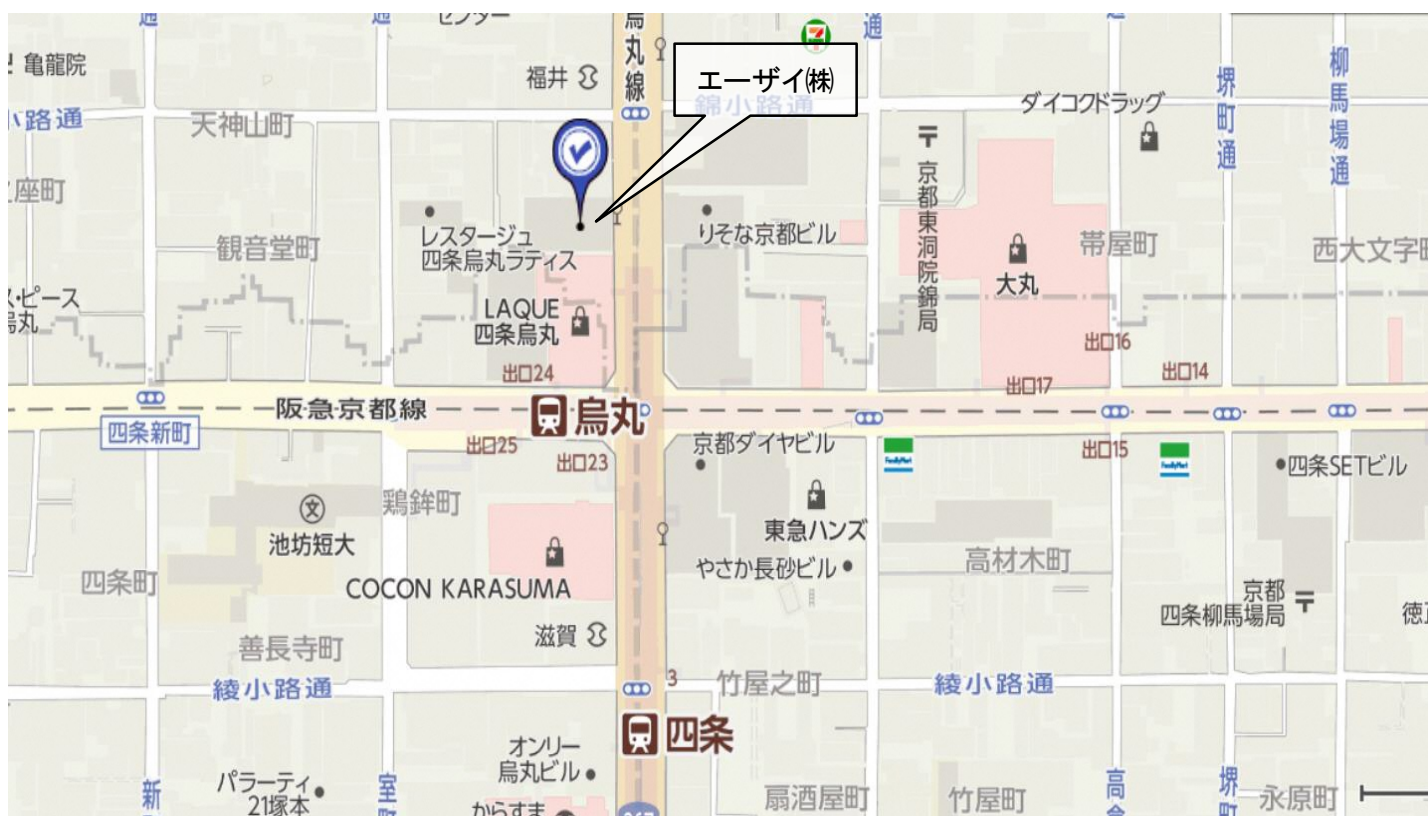 センター
亀龍院
福井
烏丸線
エーザイ㈱
錦小路通
ダイコクドラッグ
堺町通
柳馬場通
天神山町
観音堂町
レスタージュ
四条烏丸ラティス
りそな京都ビル
京都東洞院錦局
帯屋町
大丸
西大文字町
LAQUE
四条烏丸
出口24
出口16
出口17
出口14
阪急京都線
烏丸
四条新町
出口25
出口23
京都ダイヤビル
FamilyMart
出口15
FamilyMart
四条SETビル
鶏鉾町
池坊短大
東急ハンズ
四条町
COCON KARASUMA
やさか長砂ビル
高材木町
京都
四条柳馬場局
善長寺町
滋賀
綾小路通
3
竹屋之町
綾小路通
四条
オンリー
烏丸ビル
パラーティ
21塚本
からすま
扇酒屋町
竹屋町
永原町